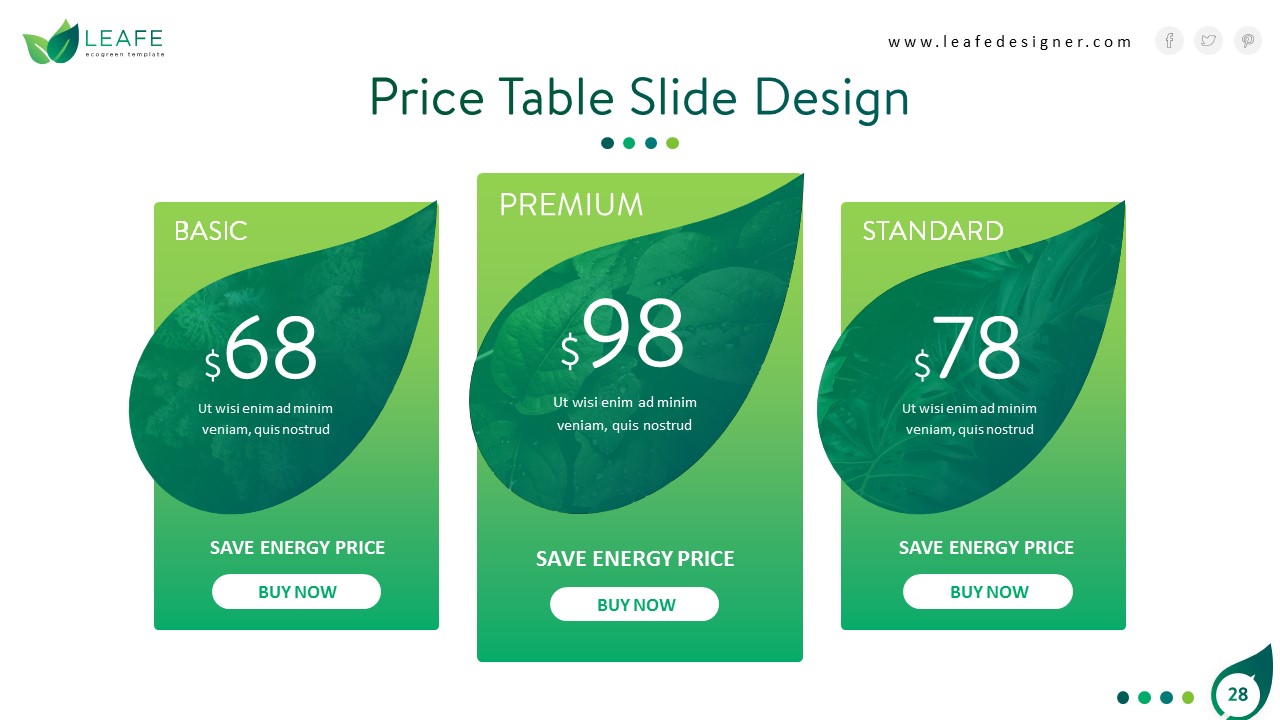 LEAFE
ecogreen template
www.leafedesigner.com
Price Table Slide Design
BASIC
$68
Ut wisi enim ad minim
veniam, quis nostrud
SAVE ENERGY PRICE
BUY NOW
PREMIUM
$98
Ut wisi enim ad minim
veniam, quis nostrud
SAVE ENERGY PRICE
BUY NOW
STANDARD
$78
Ut wisi enim ad minim
veniam, quis nostrud
SAVE ENERGY PRICE
BUY NOW
28